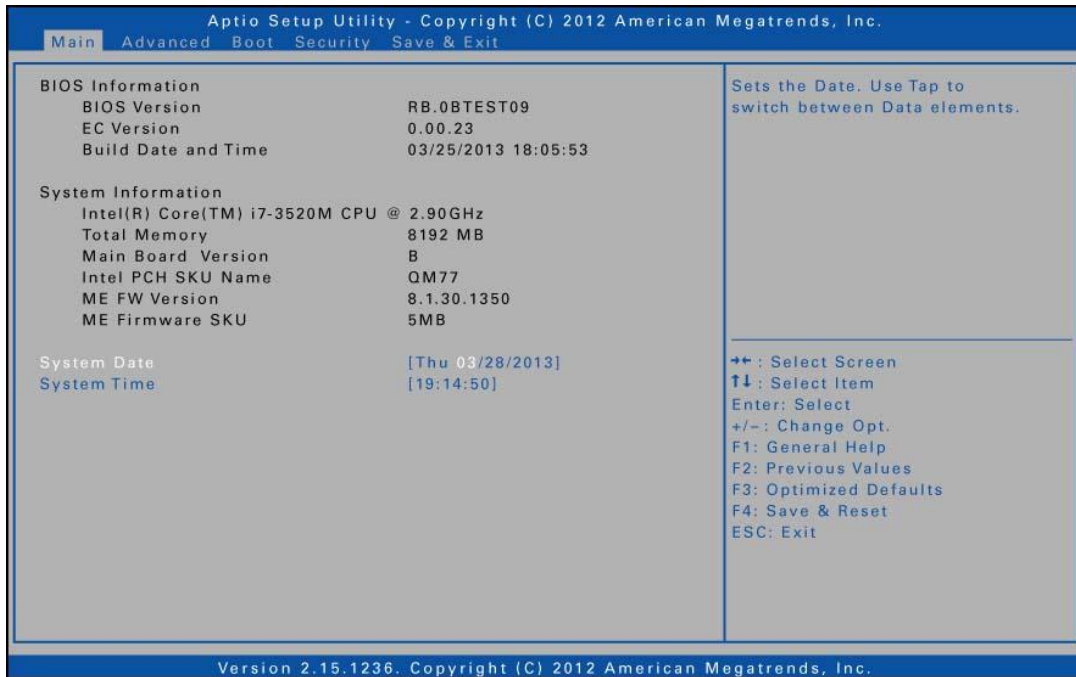 Aptio Setup Utility - Copyright (C) 2012 American Megatrends, Inc.
Main Advanced Boot Security Save & Exit
BIOS Information
BIOS Version RB.0BTEST09
EC Version 0.00.23
Build Date and Time 03/25/2013 18:05:53
System Information
Intel(R) Core(TM) i7-3520M CPU @ 2.90GHz
Total Memory 8192 MB
Main Board Version B
Intel PCH SKU Name QM77
ME FW Version 8.1.30.1350
ME Firmware SKU 5MB
System Date [Thu 03/28/2013]
System Time [19:14:50]
Sets the Date. Use Tap to
switch between Data elements.
→←: Select Screen
↑↓: Select Item
Enter: Select
+/−: Change Opt.
F1: General Help
F2: Previous Values
F3: Optimized Defaults
F4: Save & Reset
ESC: Exit
Version 2.15.1236. Copyright (C) 2012 American Megatrends, Inc.